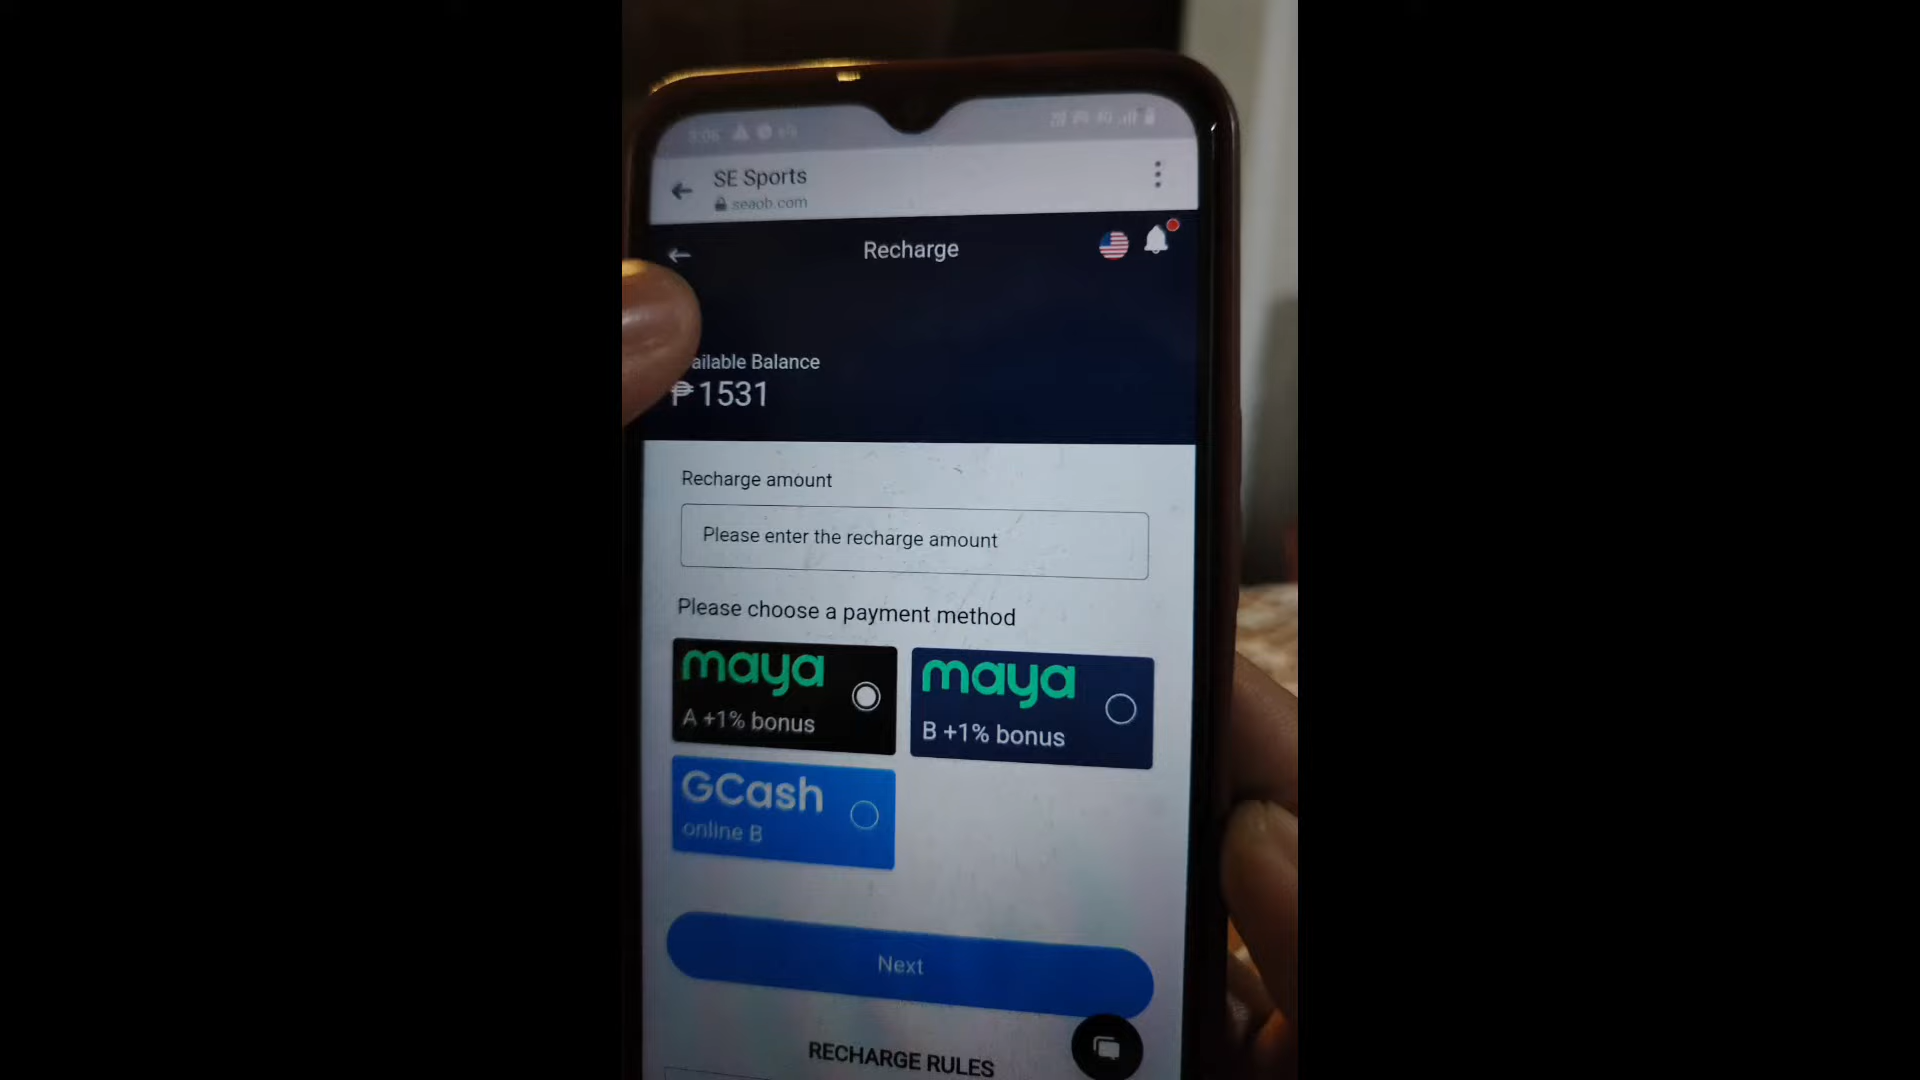 SE Sports
seaob.com
Recharge
ailable Balance
₱1531
Recharge amount
Please enter the recharge amount
Please choose a payment method
maya
A +1% bonus
maya
B +1% bonus
GCash
online B
Next
RECHARGE RULES